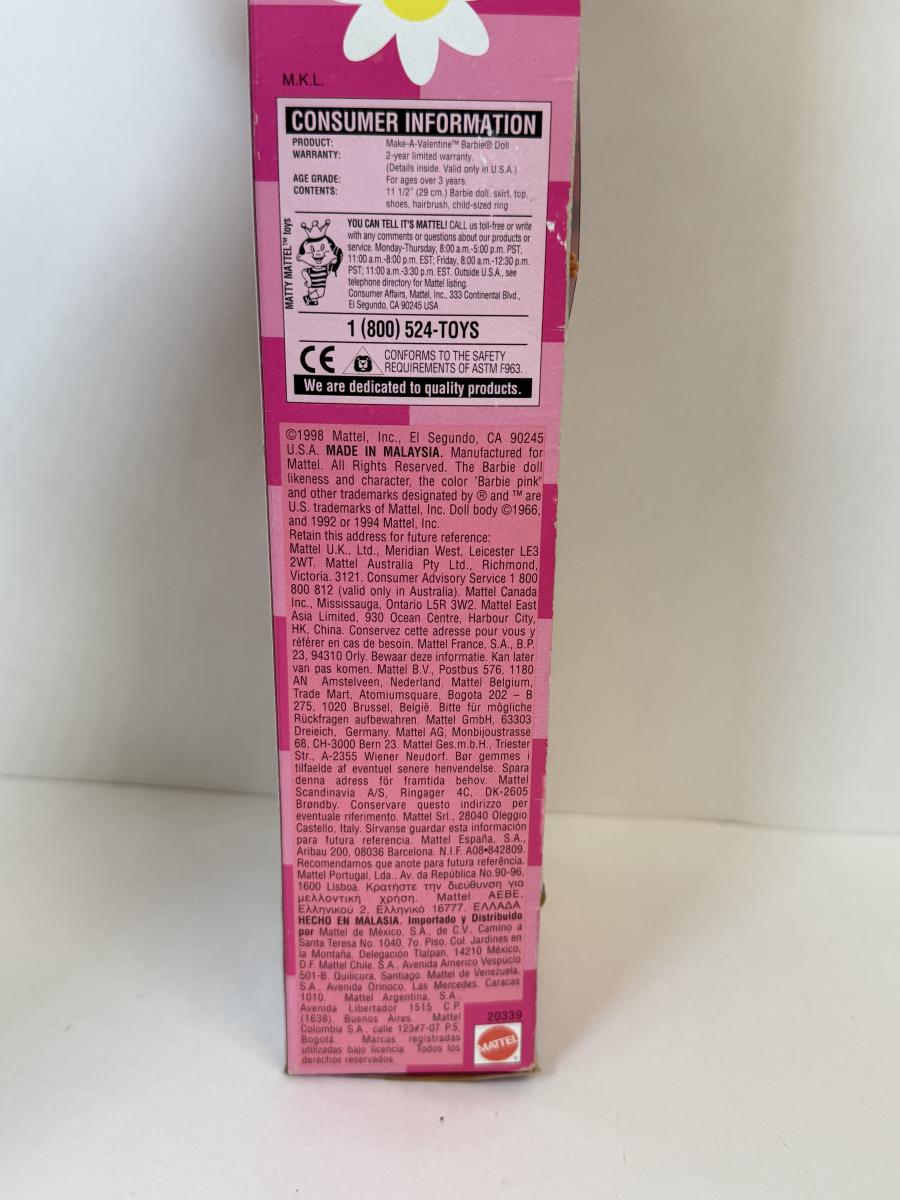 M.K.L.
CONSUMER INFORMATION
PRODUCT: Make-A-Valentine™ Barbie® Doll
WARRANTY: 2-year limited warranty.
(Details inside. Valid only in U.S.A.)
AGE GRADE: For ages over 3 years.
CONTENTS: 11 1/2" (29 cm.) Barbie doll, skirt, top,
shoes, hairbrush, child-sized ring
MATTY MATTEL™ toys
YOU CAN TELL IT'S MATTEL! CALL us toll-free or write
with any comments or questions about our products or
service. Monday-Thursday, 8:00 a.m.-5:00 p.m. PST,
11:00 a.m.-8:00 p.m. EST; Friday, 8:00 a.m.-12:30 p.m.
PST; 11:00 a.m.-3:30 p.m. EST. Outside U.S.A., see
telephone directory for Mattel listing.
Consumer Affairs, Mattel, Inc., 333 Continental Blvd.,
El Segundo, CA 90245 USA
1 (800) 524-TOYS
CE CONFORMS TO THE SAFETY
REQUIREMENTS OF ASTM F963.
We are dedicated to quality products.
©1998 Mattel, Inc., El Segundo, CA 90245
U.S.A. MADE IN MALAYSIA. Manufactured for
Mattel. All Rights Reserved. The Barbie doll
likeness and character, the color "Barbie pink"
and other trademarks designated by ® and ™ are
U.S. trademarks of Mattel, Inc. Doll body ©1966,
and 1992 or 1994 Mattel, Inc.
Retain this address for future reference:
Mattel U.K., Ltd., Meridian West, Leicester LE3
2WT. Mattel Australia Pty Ltd., Richmond,
Victoria. 3121. Consumer Advisory Service 1 800
800 812 (valid only in Australia). Mattel Canada
Inc., Mississauga, Ontario L5R 3W2. Mattel East
Asia Limited, 930 Ocean Centre, Harbour City,
HK, China. Conservez cette adresse pour vous y
référer en cas de besoin. Mattel France, S.A., B.P.
23, 94310 Orly. Bewaar deze informatie. Kan later
van pas komen. Mattel B.V., Postbus 576, 1180
AN Amstelveen, Nederland. Mattel Belgium,
Trade Mart, Atomiumsquare, Bogota 202 – B
275, 1020 Brussel, België. Bitte für mögliche
Rückfragen aufbewahren. Mattel GmbH, 63303
Dreieich, Germany. Mattel AG, Monbijoustrasse
68, CH-3000 Bern 23. Mattel Ges.m.b.H., Triester
Str., A-2355 Wiener Neudorf. Bør gemmes i
tilfaelde af eventuel senere henvendelse. Spara
denna adress för framtida behov. Mattel
Scandinavia A/S, Ringager 4C, DK-2605
Brøndby. Conservare questo indirizzo per
eventuale riferimento. Mattel Srl., 28040 Oleggio
Castello, Italy. Sírvanse guardar esta información
para futura referencia. Mattel España, S.A.,
Aribau 200, 08036 Barcelona. N.I.F. A08•842809.
Recomendamos que anote para futura referência.
Mattel Portugal, Lda., Av. da República No.90-96,
1600 Lisboa. Κρατήστε την διεύθυνση για
μελλοντική χρήση. Mattel AEBE,
Ελληνικού 2, Ελληνικό 16777. ΕΛΛΑΔΑ
HECHO EN MALASIA. Importado y Distribuido
por Mattel de México, S.A., de C.V., Camino a
Santa Teresa No. 1040, 7o. Piso, Col. Jardines en
la Montaña, Delegación Tlalpan, 14210 México,
D.F. Mattel Chile, S.A., Avenida Americo Vespucio
501-B, Quilicura, Santiago. Mattel de Venezuela,
S.A., Avenida Orinoco, Las Mercedes, Caracas
1010. Mattel Argentina, S.A.,
Avenida Libertador 1515 C.P.
(1638), Buenos Aires. Mattel
Colombia S.A., calle 123#7-07 P.5,
Bogotá. Marcas registradas
utilizadas bajo licencia. Todos los
derechos reservados.
20339
MATTEL